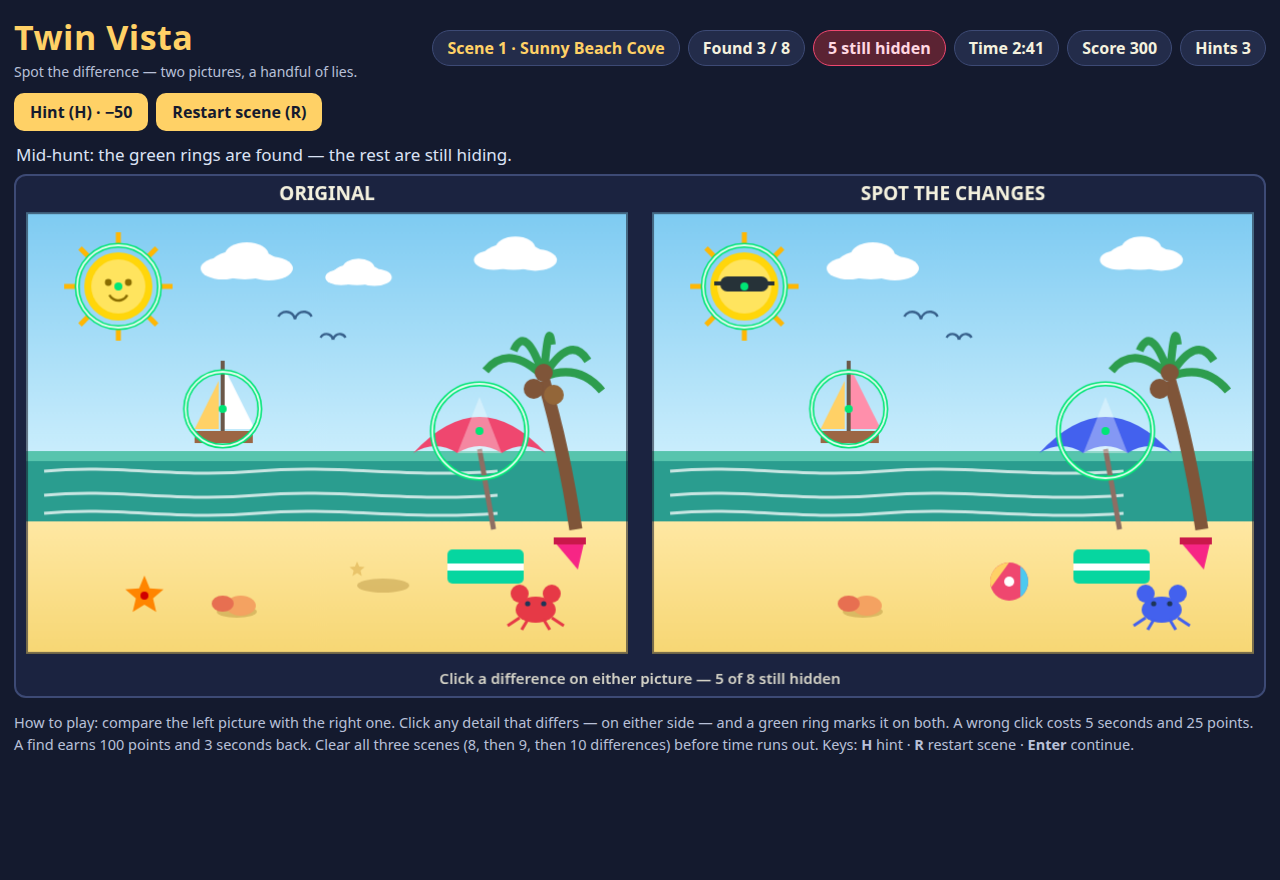 Twin Vista
Spot the difference — two pictures, a handful of lies.
Scene 1 · Sunny Beach Cove
Found 3 / 8
5 still hidden
Time 2:41
Score 300
Hints 3
Hint (H) · −50
Restart scene (R)
Mid-hunt: the green rings are found — the rest are still hiding.
ORIGINAL
SPOT THE CHANGES
Click a difference on either picture — 5 of 8 still hidden
How to play: compare the left picture with the right one. Click any detail that differs — on either side — and a green ring marks it on both. A wrong click costs 5 seconds and 25 points.
A find earns 100 points and 3 seconds back. Clear all three scenes (8, then 9, then 10 differences) before time runs out. Keys: H hint · R restart scene · Enter continue.